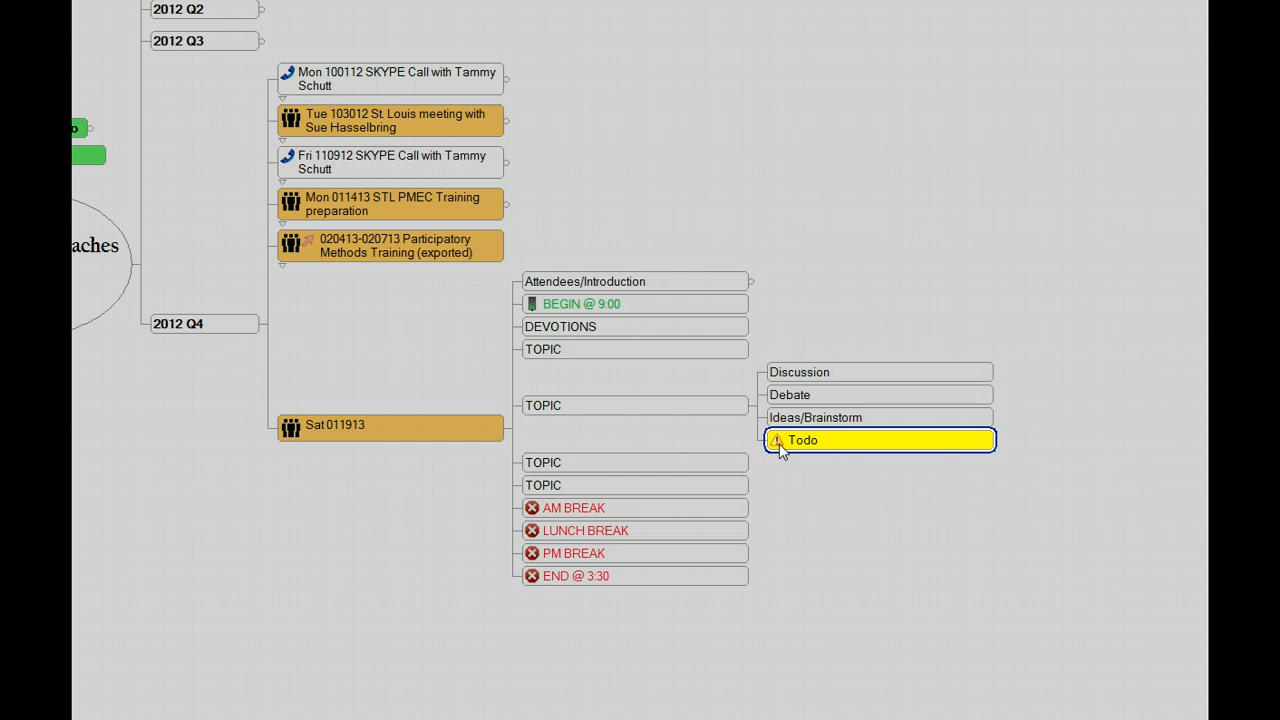 2012 Q2
2012 Q3
Mon 100112 SKYPE Call with Tammy
Schutt
Tue 103012 St. Louis meeting with
Sue Hasselbring
o
Fri 110912 SKYPE Call with Tammy
Schutt
Mon 011413 STL PMEC Training
preparation
aches
020413-020713 Participatory
Methods Training (exported)
Attendees/Introduction
BEGIN @ 9:00
2012 Q4
DEVOTIONS
TOPIC
Discussion
Debate
TOPIC
Ideas/Brainstorm
Sat 011913
Todo
TOPIC
TOPIC
AM BREAK
LUNCH BREAK
PM BREAK
END @ 3:30